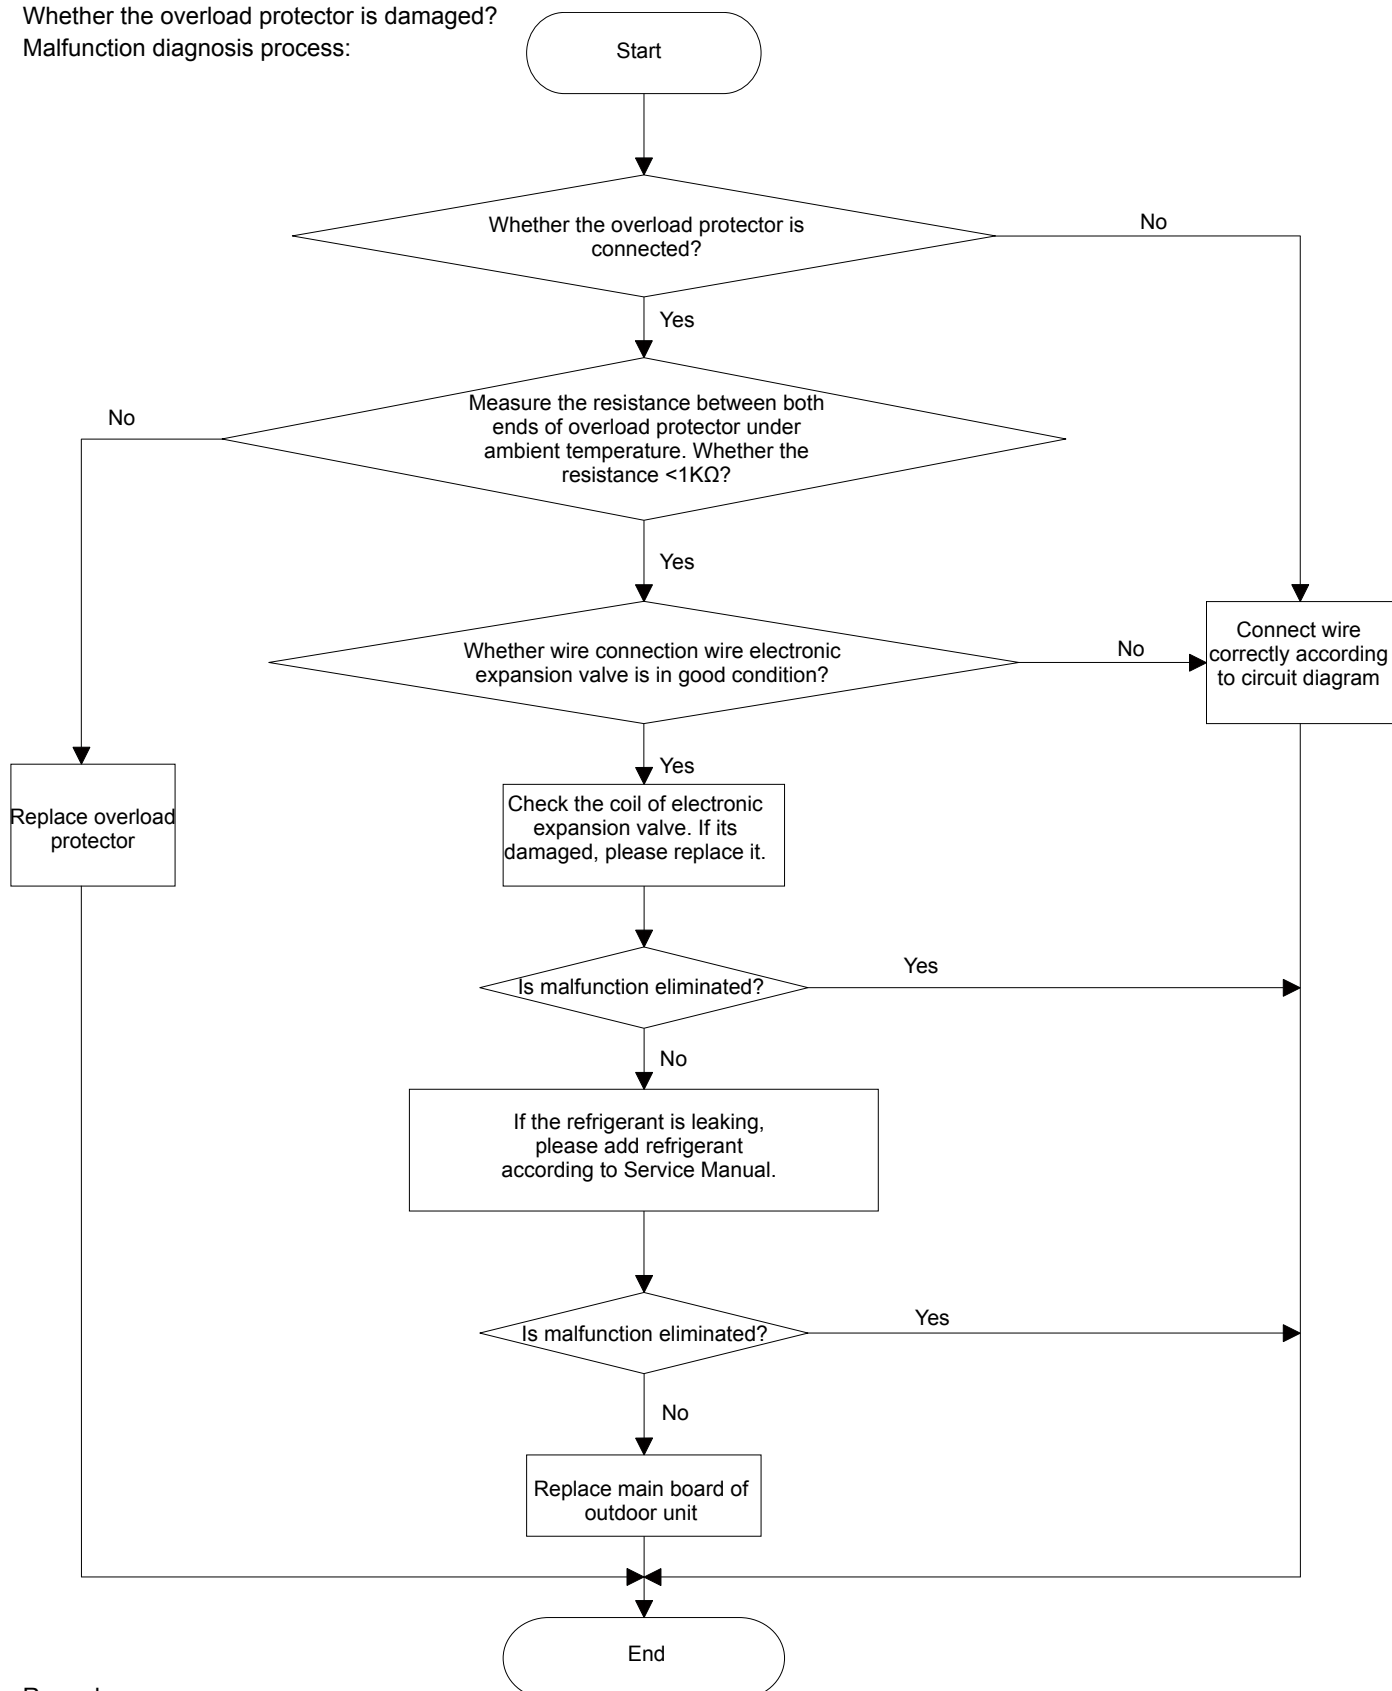 Whether the overload protector is damaged?
Malfunction diagnosis process:
Start
Whether the overload protector is
connected?
No
Yes
Measure the resistance between both
ends of overload protector under
ambient temperature. Whether the
resistance <1KΩ?
No
Yes
Whether wire connection wire electronic
expansion valve is in good condition?
No
Connect wire
correctly according
to circuit diagram
Yes
Replace overload
protector
Check the coil of electronic
expansion valve. If its
damaged, please replace it.
Is malfunction eliminated?
Yes
No
If the refrigerant is leaking,
please add refrigerant
according to Service Manual.
Is malfunction eliminated?
Yes
No
Replace main board of
outdoor unit
End